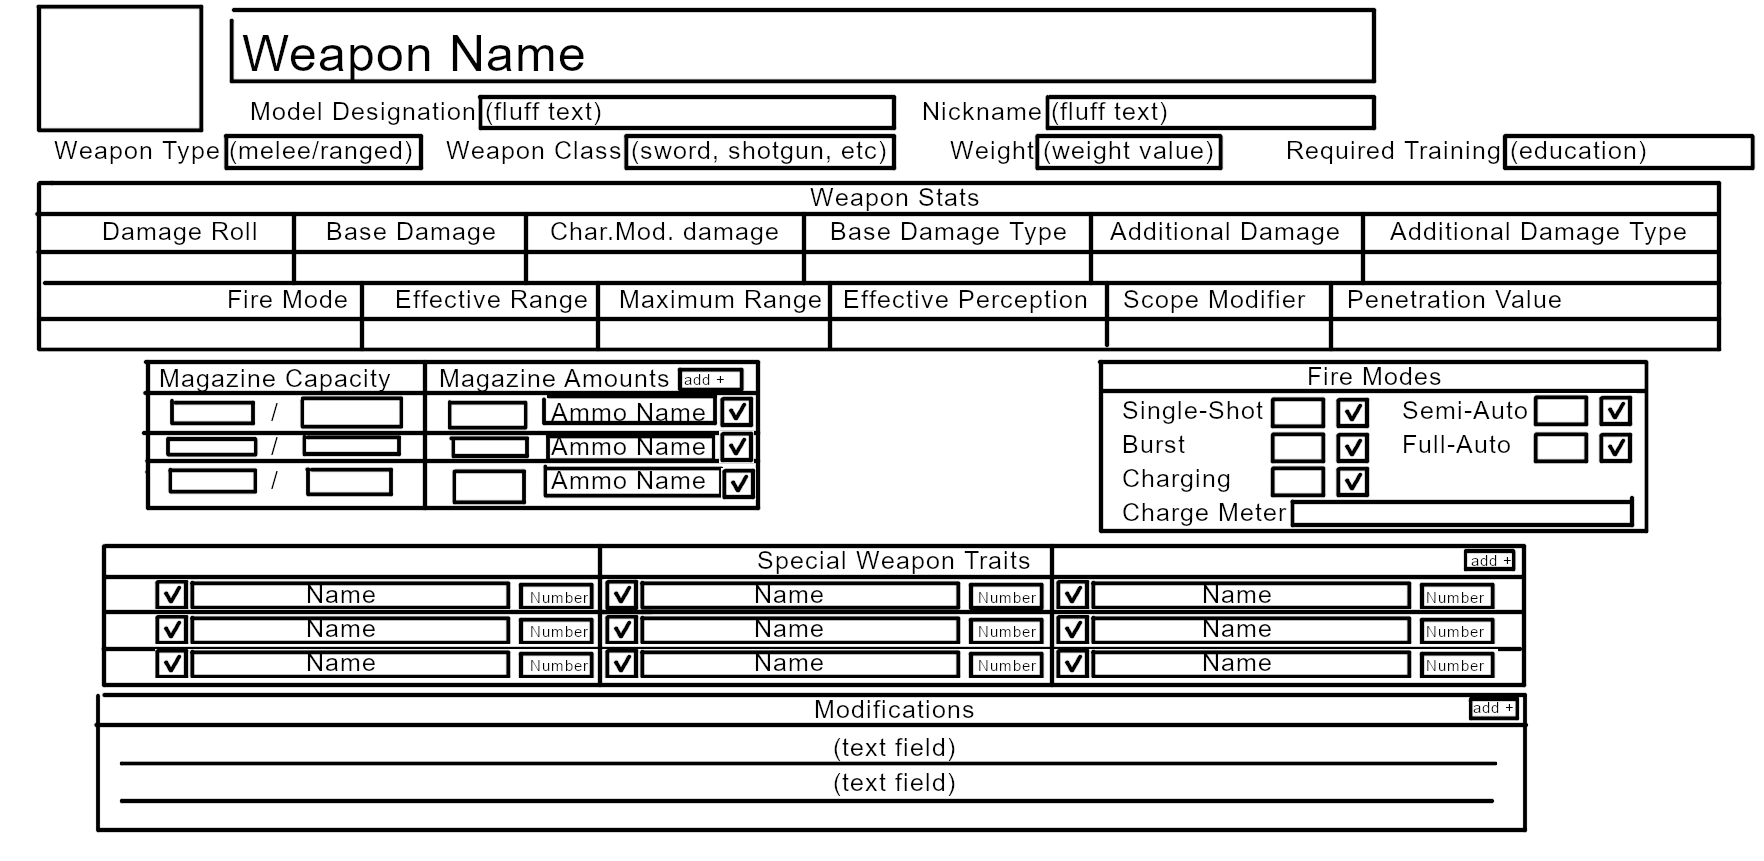 Weapon Name
Model Designation (fluff text) Nickname (fluff text)
Weapon Type (melee/ranged) Weapon Class (sword, shotgun, etc) Weight (weight value) Required Training (education)
Weapon Stats
Damage Roll Base Damage Char.Mod. damage Base Damage Type Additional Damage Additional Damage Type
Fire Mode Effective Range Maximum Range Effective Perception Scope Modifier Penetration Value
Magazine Capacity Magazine Amounts add +
/ Ammo Name
/ Ammo Name
/ Ammo Name
Fire Modes
Single-Shot Semi-Auto
Burst Full-Auto
Charging
Charge Meter
Special Weapon Traits add +
Name Number Name Number Name Number
Name Number Name Number Name Number
Name Number Name Number Name Number
Modifications add +
(text field)
(text field)